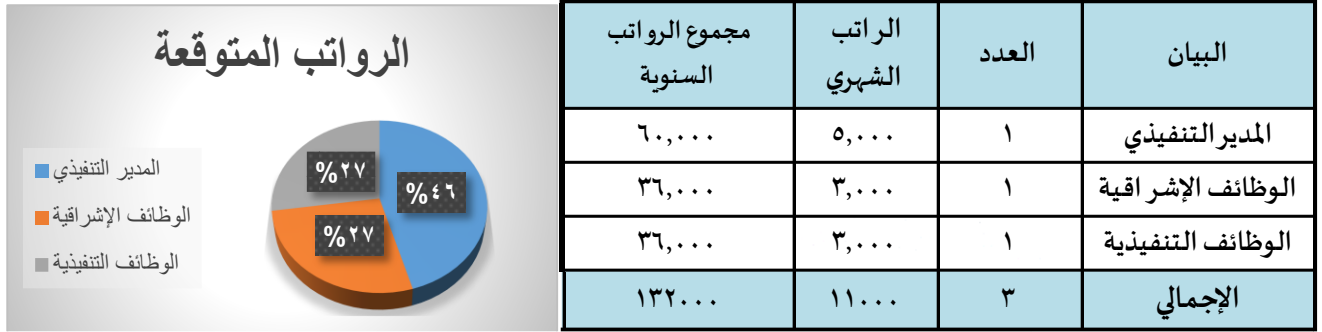 الرواتب المتوقعة
٤٦%
٢٧%
٢٧%
المدير التنفيذي
الوظائف الإشراقية
الوظائف التنفيذية
البيان	العدد	الراتب الشهري	مجموع الرواتب السنوية
المدير التنفيذي	١	٥,٠٠٠	٦٠,٠٠٠
الوظائف الإشراقية	١	٣,٠٠٠	٣٦,٠٠٠
الوظائف التنفيذية	١	٣,٠٠٠	٣٦,٠٠٠
الإجمالي	٣	١١٠٠٠	١٣٢٠٠٠